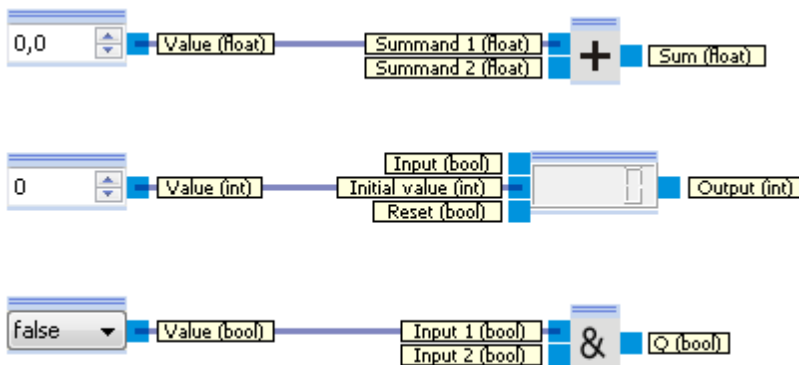 0,0 Value (float) Summand 1 (float) + Sum (float)
Summand 2 (float)
Input (bool)
0 Value (int) Initial value (int) 0 Output (int)
Reset (bool)
false Value (bool) Input 1 (bool) & Q (bool)
Input 2 (bool)